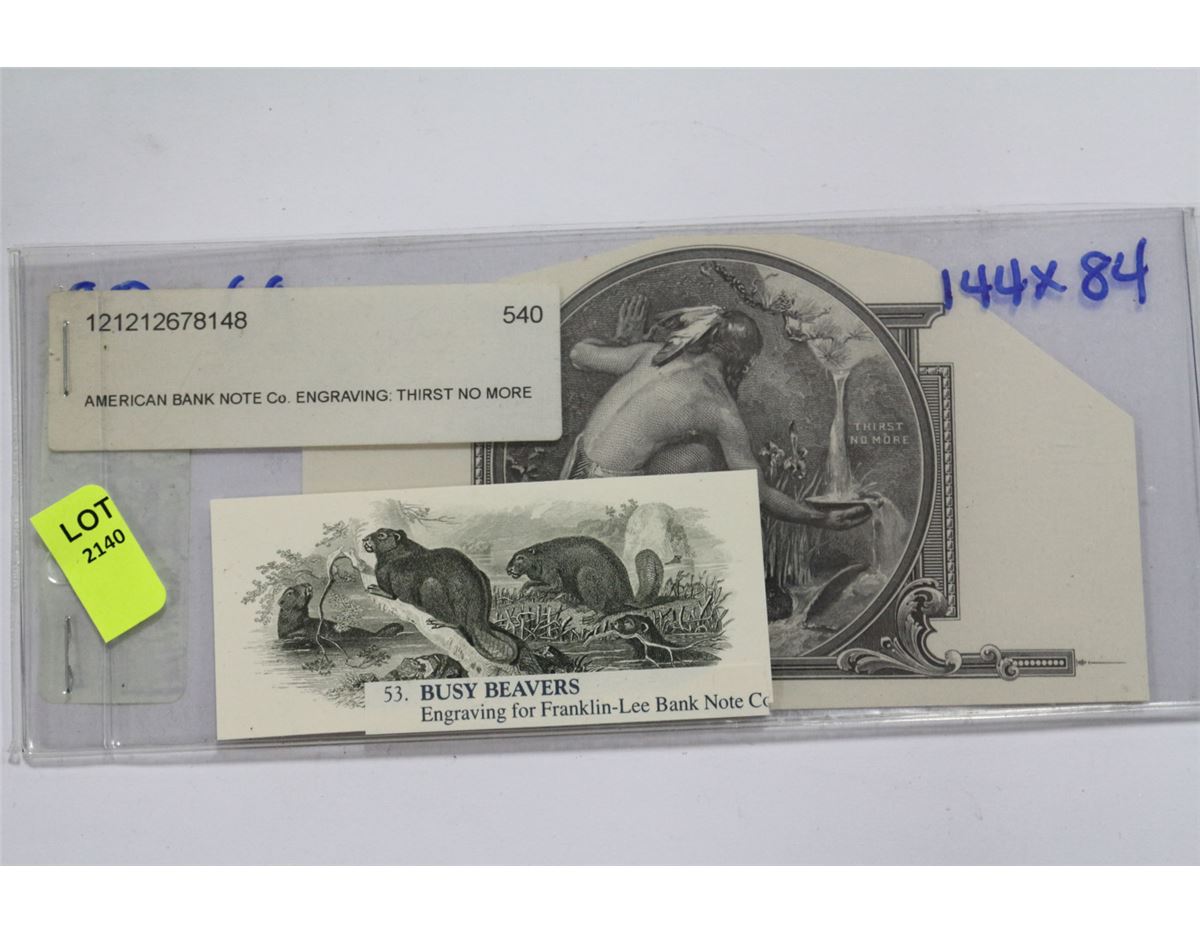 144x84
121212678148 540
AMERICAN BANK NOTE Co. ENGRAVING: THIRST NO MORE
THIRST
NO MORE
LOT
2140
53. BUSY BEAVERS
Engraving for Franklin-Lee Bank Note Co